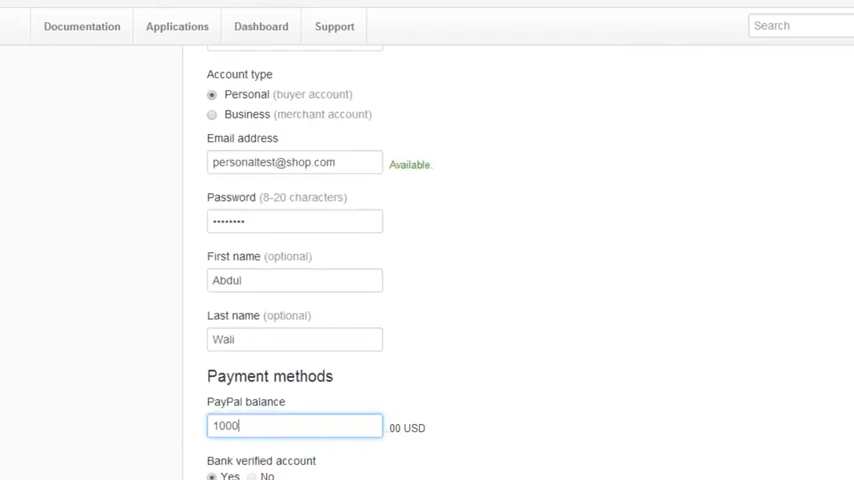 Documentation Applications Dashboard Support Search
Account type
Personal (buyer account)
Business (merchant account)
Email address
personaltest@shop.com Available.
Password (8-20 characters)
••••••••
First name (optional)
Abdul
Last name (optional)
Wali
Payment methods
PayPal balance
1000 .00 USD
Bank verified account
Yes No